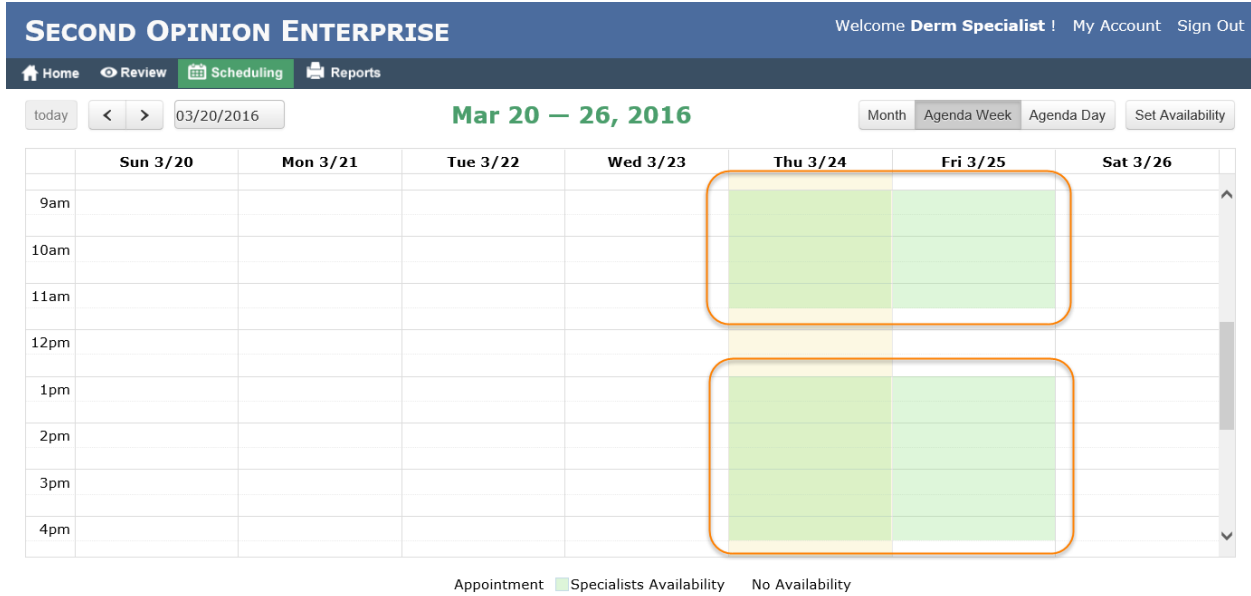 SECOND OPINION ENTERPRISE
Welcome Derm Specialist ! My Account Sign Out
Home Review Scheduling Reports
today 03/20/2016 Mar 20 — 26, 2016 Month Agenda Week Agenda Day Set Availability
Sun 3/20 Mon 3/21 Tue 3/22 Wed 3/23 Thu 3/24 Fri 3/25 Sat 3/26
9am
10am
11am
12pm
1pm
2pm
3pm
4pm
Appointment Specialists Availability No Availability